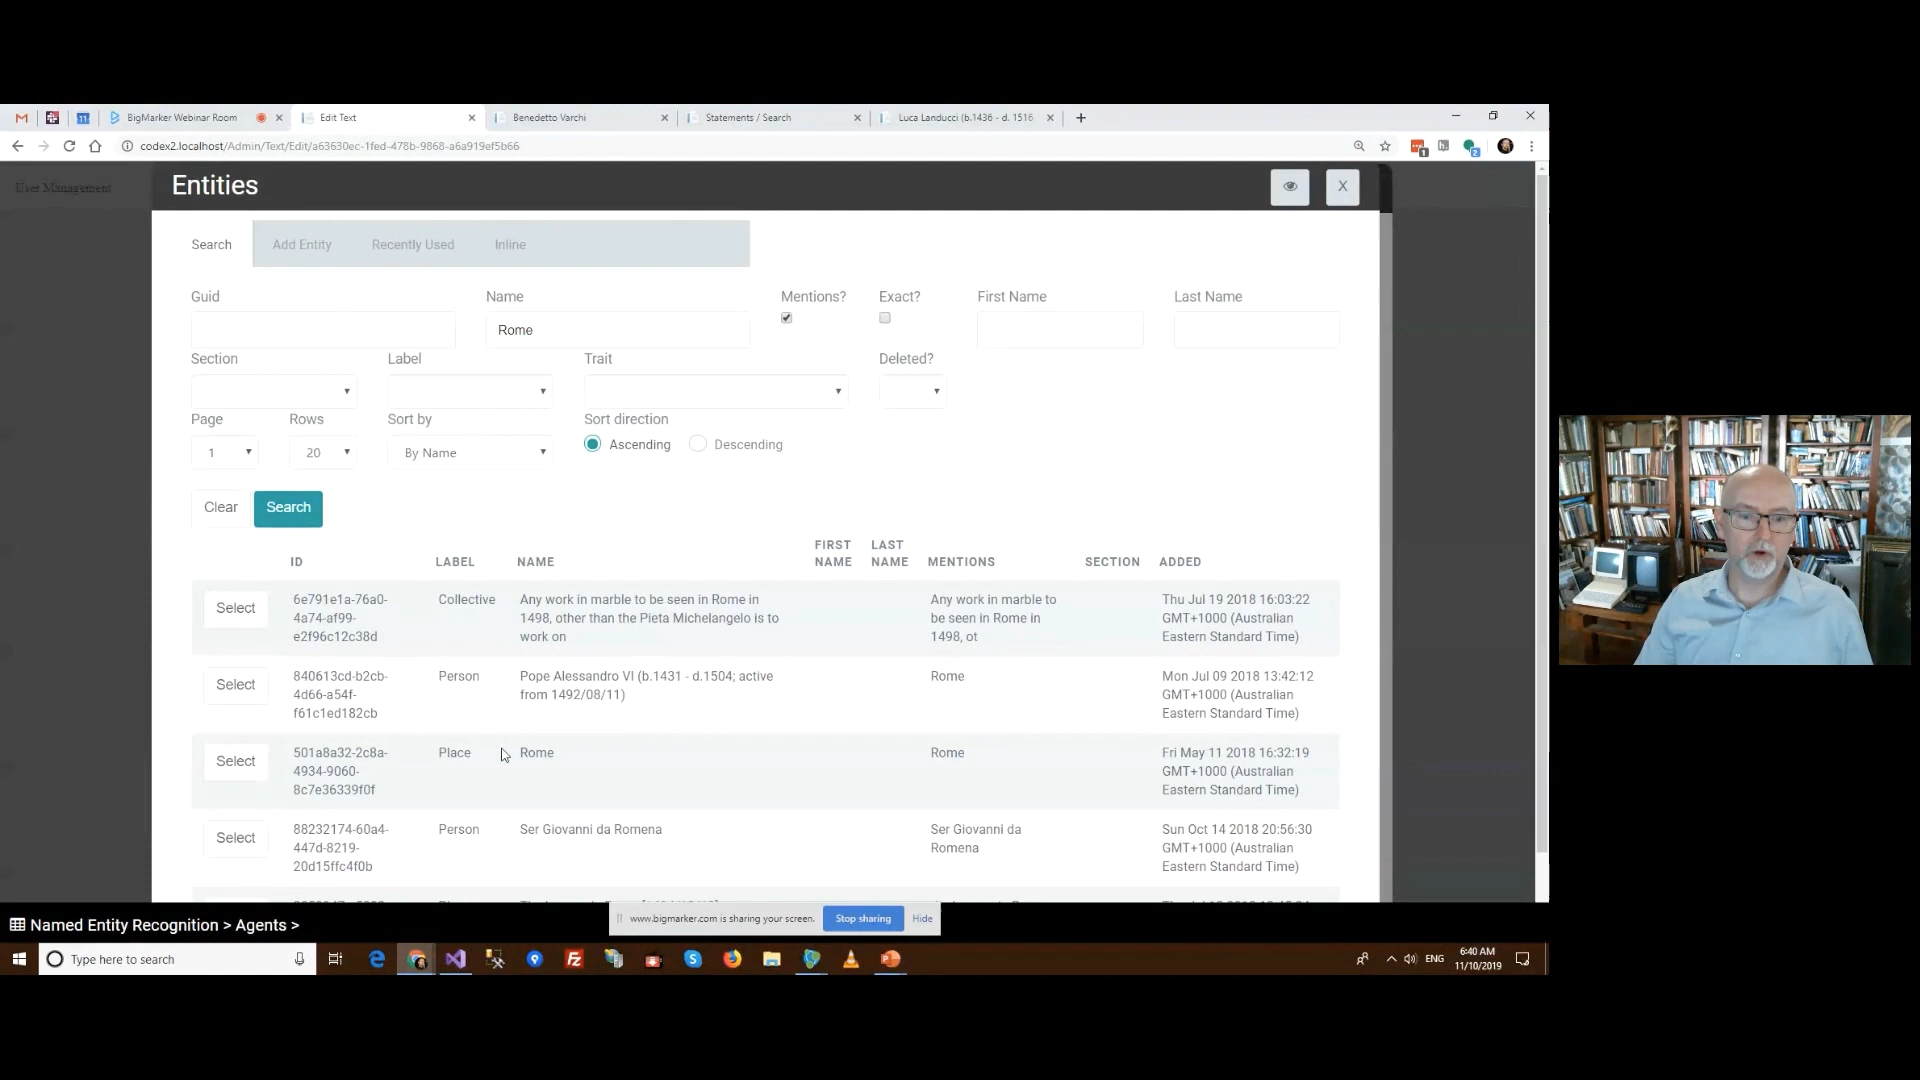 BigMarker Webinar Room
Edit Text
Benedetto Varchi
Statements / Search
Luca Landucci (b.1436 - d. 1516
codex2.localhost/Admin/Text/Edit/a63630ec-1fed-478b-9868-a6a919ef5b66
User Management
Entities
X
Search
Add Entity
Recently Used
Inline
Guid
Name
Mentions?
Exact?
First Name
Last Name
Rome
Section
Label
Trait
Deleted?
Page
Rows
Sort by
Sort direction
1
20
By Name
Ascending
Descending
Clear
Search
ID
LABEL
NAME
FIRST
NAME
LAST
NAME
MENTIONS
SECTION
ADDED
Select
6e791e1a-76a0-
4a74-af99-
e2f96c12c38d
Collective
Any work in marble to be seen in Rome in
1498, other than the Pieta Michelangelo is to
work on
Any work in marble to
be seen in Rome in
1498, ot
Thu Jul 19 2018 16:03:22
GMT+1000 (Australian
Eastern Standard Time)
Select
840613cd-b2cb-
4d66-a54f-
f61c1ed182cb
Person
Pope Alessandro VI (b.1431 - d.1504; active
from 1492/08/11)
Rome
Mon Jul 09 2018 13:42:12
GMT+1000 (Australian
Eastern Standard Time)
Select
501a8a32-2c8a-
4934-9060-
8c7e36339f0f
Place
Rome
Rome
Fri May 11 2018 16:32:19
GMT+1000 (Australian
Eastern Standard Time)
Select
88232174-60a4-
447d-8219-
20d15ffc4f0b
Person
Ser Giovanni da Romena
Ser Giovanni da
Romena
Sun Oct 14 2018 20:56:30
GMT+1000 (Australian
Eastern Standard Time)
www.bigmarker.com is sharing your screen.
Stop sharing
Hide
Named Entity Recognition > Agents >
Type here to search
ENG
6:40 AM
11/10/2019